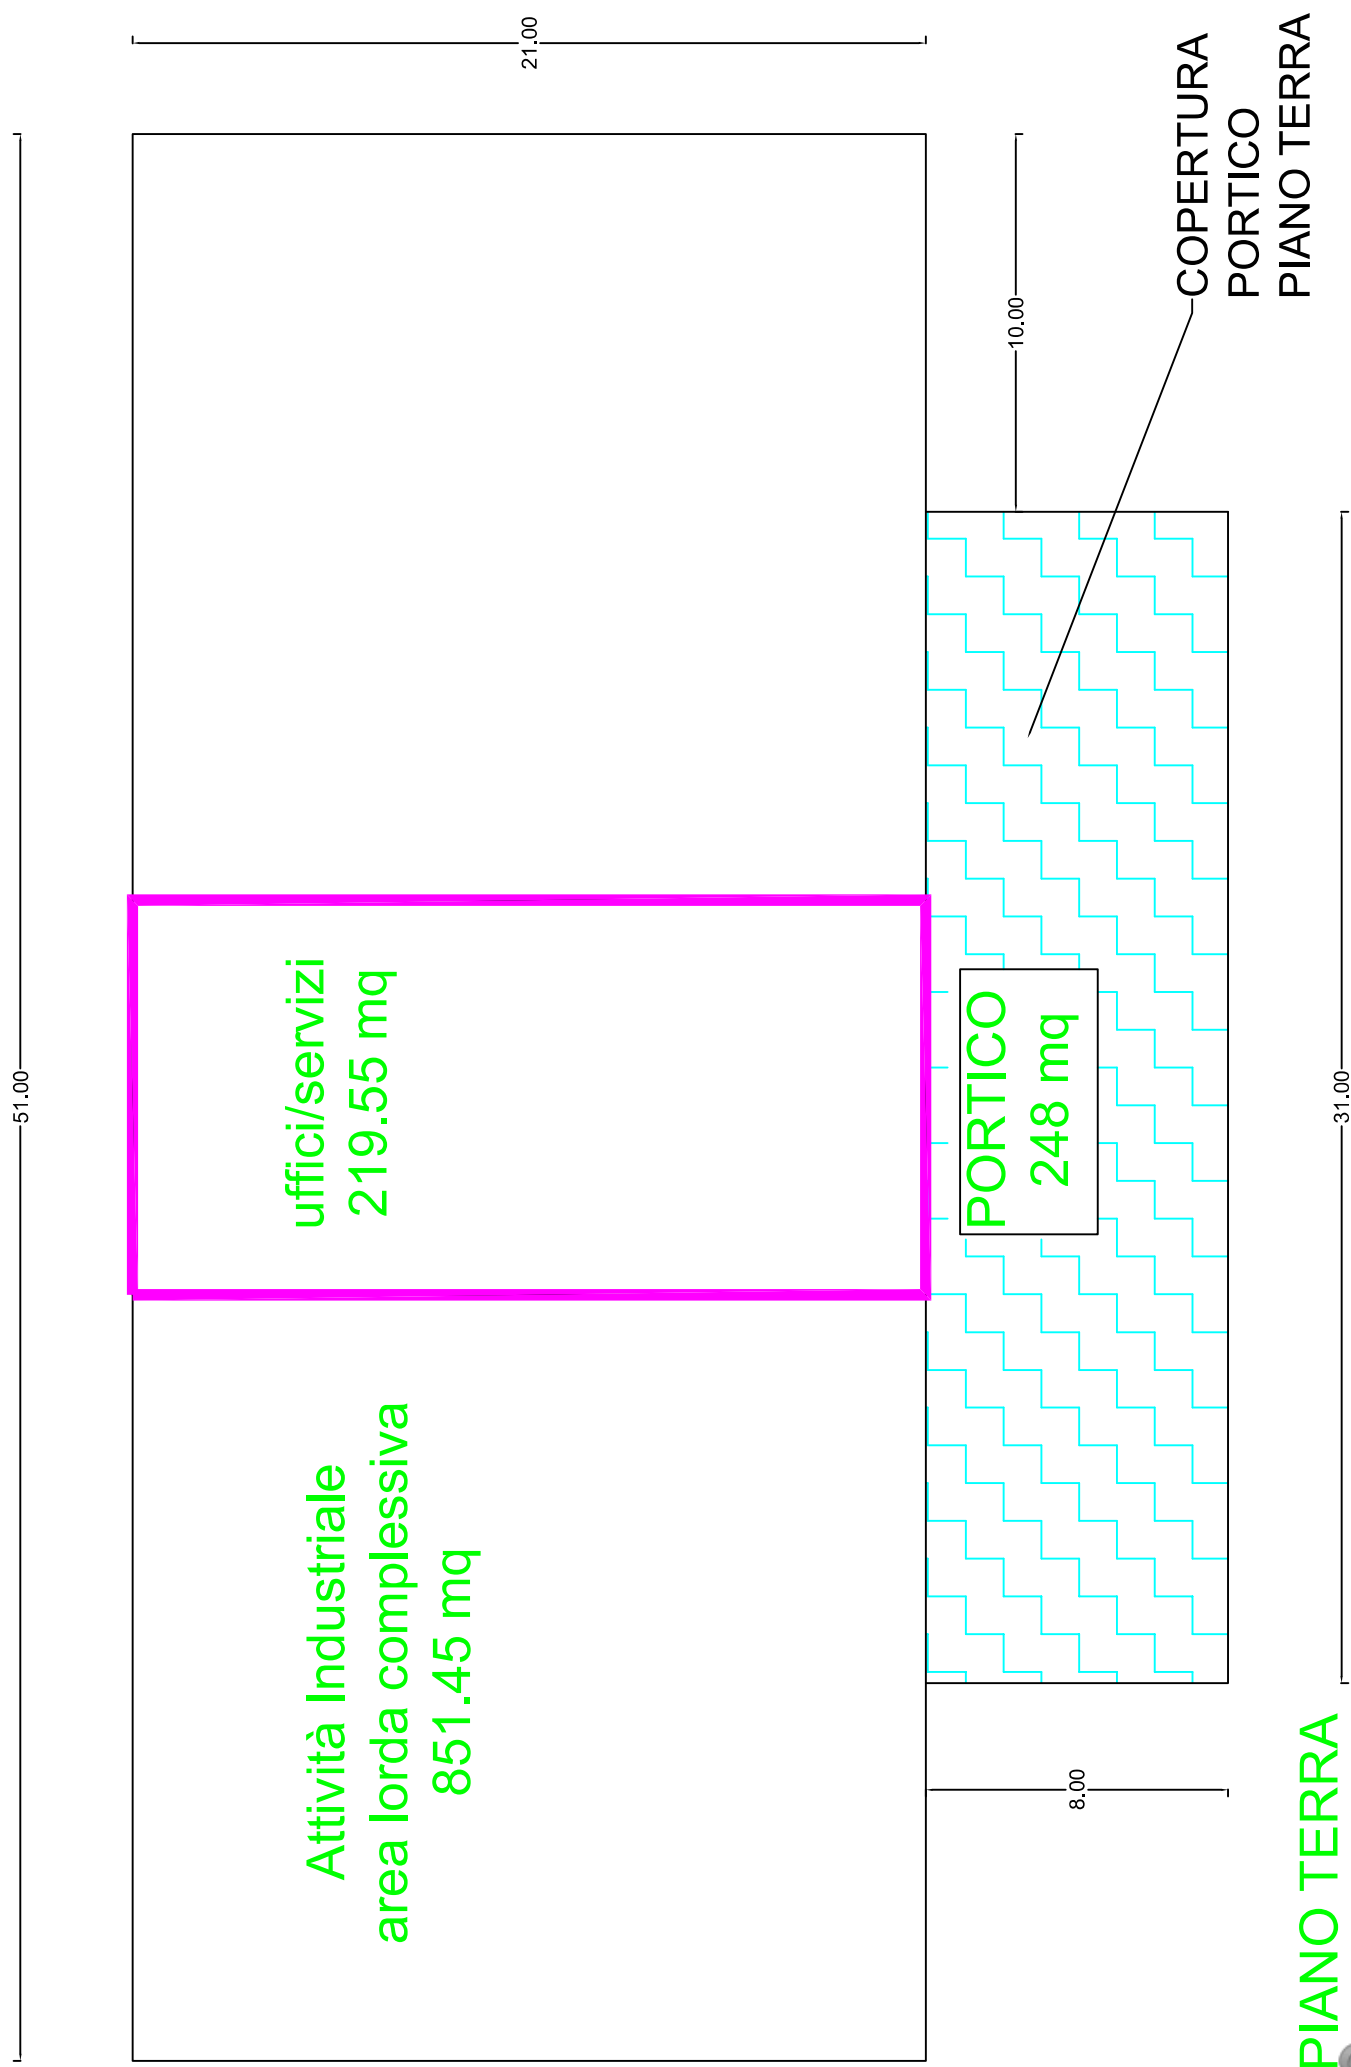 51.00
21.00
uffici/servizi
219.55 mq
Attività Industriale
area lorda complessiva
851.45 mq
10.00
COPERTURA
PORTICO
PIANO TERRA
PORTICO
248 mq
8.00
31.00
PIANO TERRA